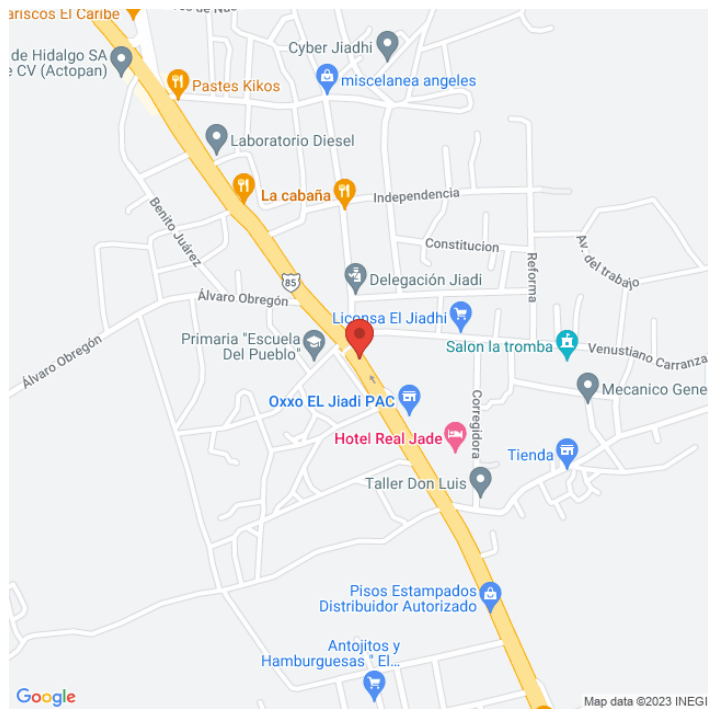 ariscos El Caribe
Cyber Jiadhi
de Hidalgo SA
CV (Actopan)
miscelanea angeles
Pastes Kikos
Laboratorio Diesel
La cabaña
Independencia
Benito Juárez
Constitucion
Reforma
Av. del trabajo
Delegación Jiadi
85
Álvaro Obregón
Liconsa El Jiadhi
Primaria "Escuela
Del Pueblo"
Salon la tromba
Venustiano Carranza
Álvaro Obregón
Mecanico Gene
Oxxo EL Jiadi PAC
Corregidora
Hotel Real Jade
Tienda
Taller Don Luis
Pisos Estampados
Distribuidor Autorizado
Antojitos y
Hamburguesas " El...
Google
Map data ©2023 INEGI